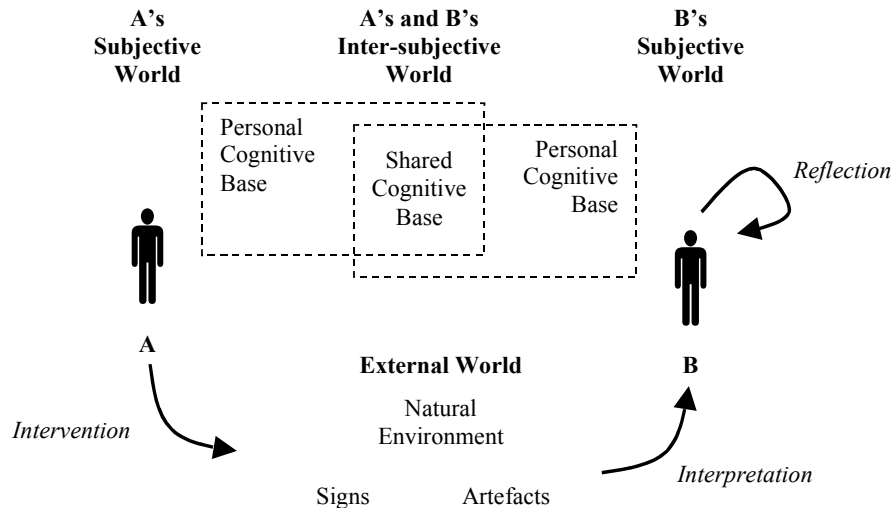 A's
Subjective
World
A's and B's
Inter-subjective
World
B's
Subjective
World
Personal
Cognitive
Base
Shared
Cognitive
Base
Personal
Cognitive
Base
Reflection
A
B
External World
Natural
Environment
Intervention
Interpretation
Signs
Artefacts